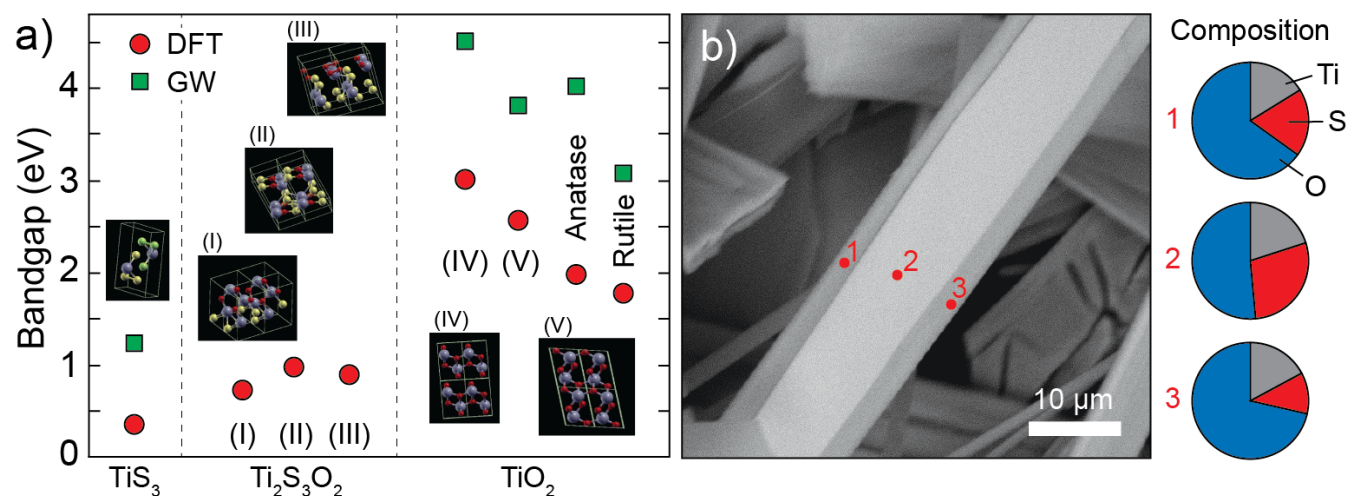 a)
DFT
GW
Bandgap (eV)
4
3
2
1
0
(I)
(II)
(III)
(IV)
(V)
Anatase
Rutile
(IV)
(V)
(I)
(II)
(III)
TiS₃
Ti₂S₃O₂
TiO₂
b)
1
2
3
10 µm
Composition
1
Ti
S
O
2
3